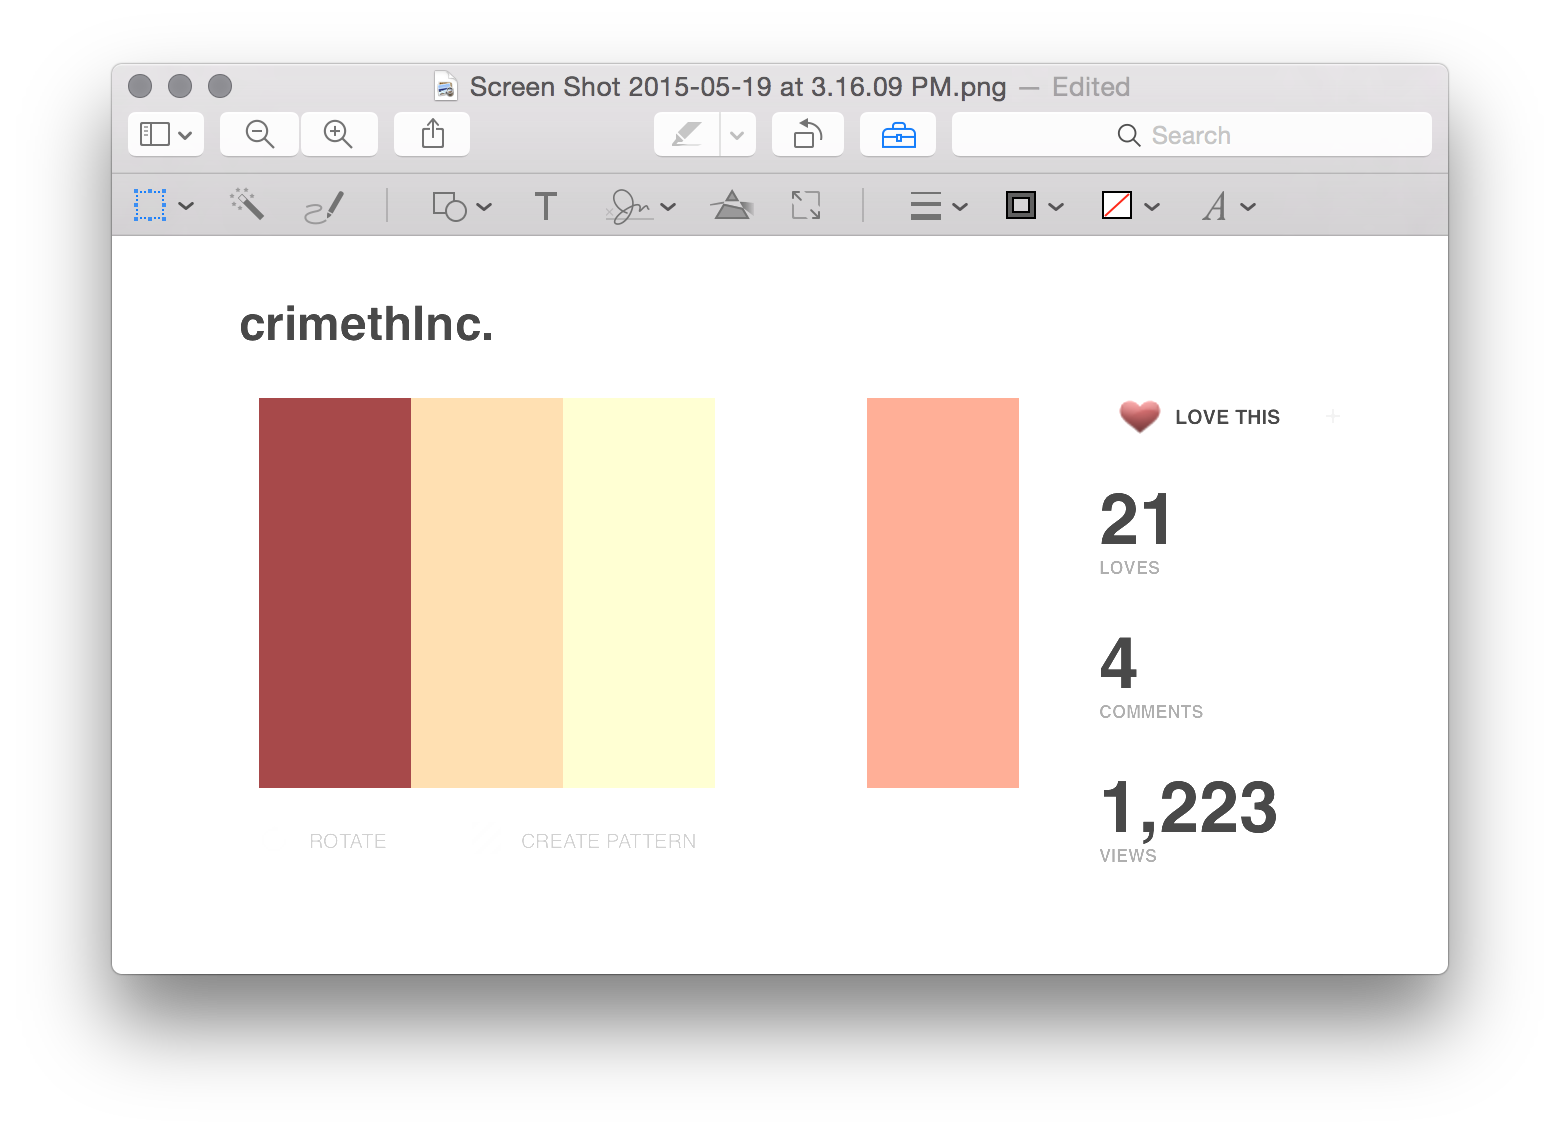 Screen Shot 2015-05-19 at 3.16.09 PM.png — Edited
Search
crimethInc.
LOVE THIS +
21
LOVES
4
COMMENTS
1,223
VIEWS
ROTATE CREATE PATTERN